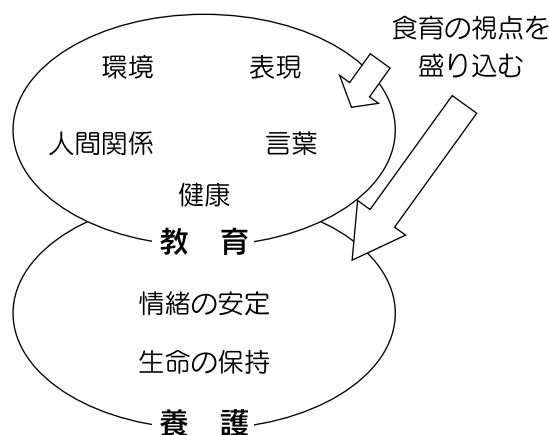 食育の視点を
盛り込む
環境 表現
人間関係 言葉
健康
教 育
情緒の安定
生命の保持
養 護